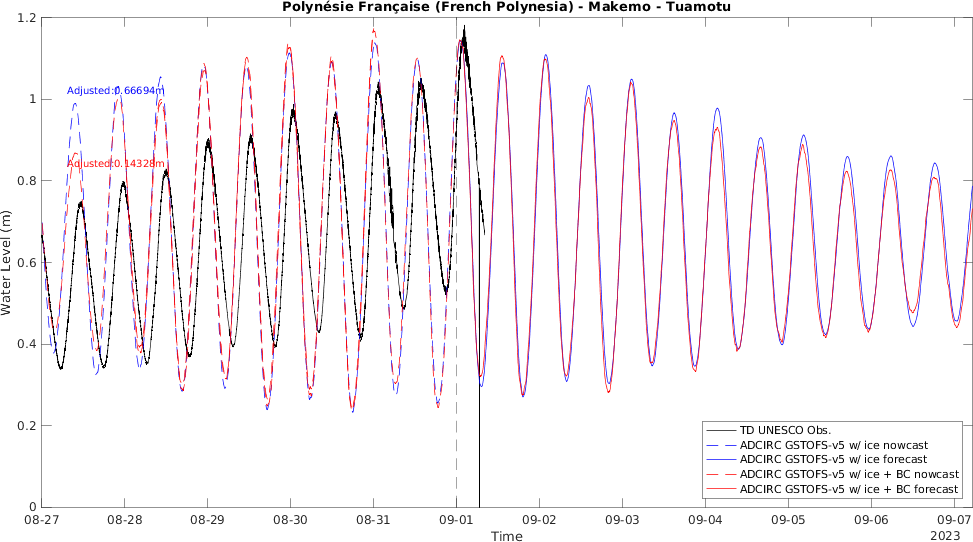 Polynésie Française (French Polynesia) - Makemo - Tuamotu
1.2
1
0.8
0.6
0.4
0.2
0
Water Level (m)
Adjusted:0.66694m
Adjusted:0.14328m
TD UNESCO Obs.
ADCIRC GSTOFS-v5 w/ ice nowcast
ADCIRC GSTOFS-v5 w/ ice forecast
ADCIRC GSTOFS-v5 w/ ice + BC nowcast
ADCIRC GSTOFS-v5 w/ ice + BC forecast
08-27 08-28 08-29 08-30 08-31 09-01 09-02 09-03 09-04 09-05 09-06 09-07
Time
2023